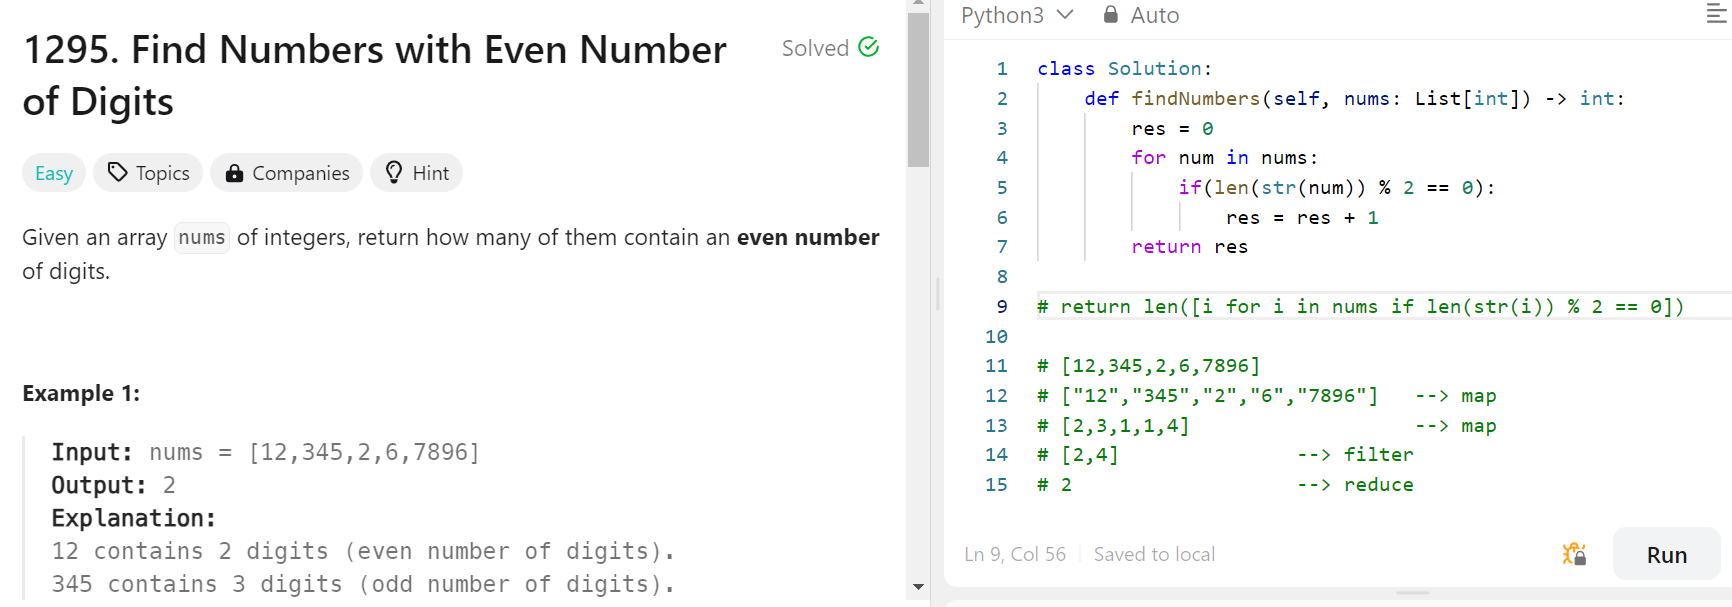 1295. Find Numbers with Even Number
of Digits
Solved
Easy
Topics
Companies
Hint
Given an array nums of integers, return how many of them contain an even number
of digits.
Example 1:
Input: nums = [12,345,2,6,7896]
Output: 2
Explanation:
12 contains 2 digits (even number of digits).
345 contains 3 digits (odd number of digits).
Python3
Auto
1 class Solution:
2 def findNumbers(self, nums: List[int]) -> int:
3 res = 0
4 for num in nums:
5 if(len(str(num)) % 2 == 0):
6 res = res + 1
7 return res
8
9 # return len([i for i in nums if len(str(i)) % 2 == 0])
10
11 # [12,345,2,6,7896]
12 # ["12","345","2","6","7896"] --> map
13 # [2,3,1,1,4] --> map
14 # [2,4] --> filter
15 # 2 --> reduce
Ln 9, Col 56
Saved to local
Run